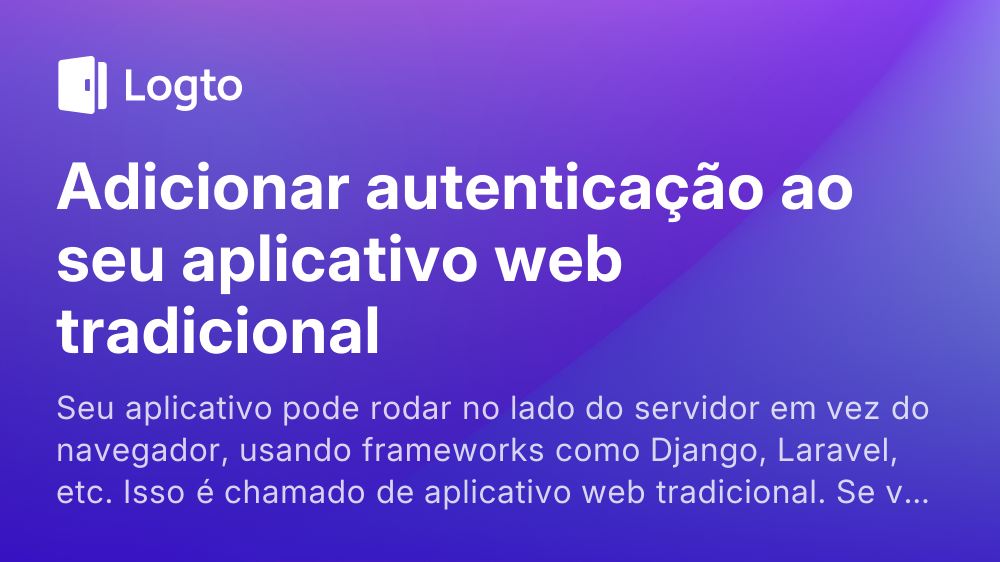 Logto
Adicionar autenticação ao
seu aplicativo web
tradicional
Seu aplicativo pode rodar no lado do servidor em vez do
navegador, usando frameworks como Django, Laravel,
etc. Isso é chamado de aplicativo web tradicional. Se v...